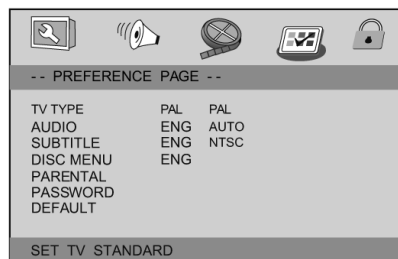 -- PREFERENCE PAGE --
TV TYPE PAL PAL
AUDIO ENG AUTO
SUBTITLE ENG NTSC
DISC MENU ENG
PARENTAL
PASSWORD
DEFAULT
SET TV STANDARD